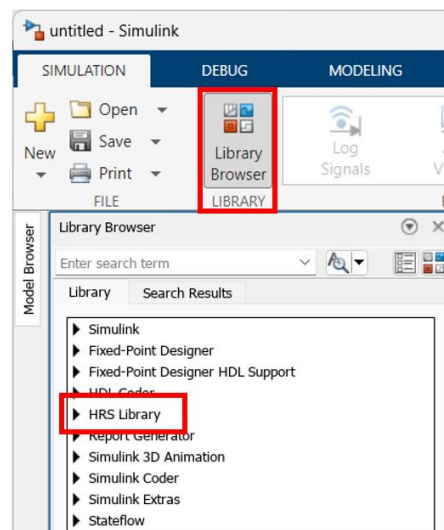 untitled - Simulink
SIMULATION DEBUG MODELING
New
Open
Save
Print
Library
Browser
Log
Signals
FILE LIBRARY
Model Browser
Library Browser
Enter search term
Library Search Results
Simulink
Fixed-Point Designer
Fixed-Point Designer HDL Support
HDL Coder
HRS Library
Report Generator
Simulink 3D Animation
Simulink Coder
Simulink Extras
Stateflow